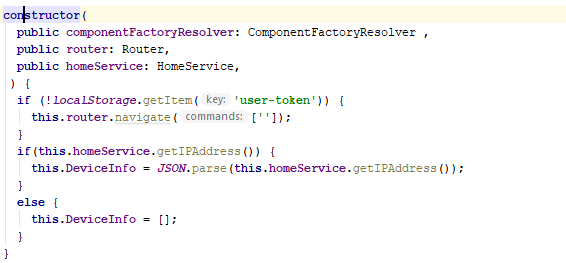 constructor(
  public componentFactoryResolver: ComponentFactoryResolver ,
  public router: Router,
  public homeService: HomeService,
 ) {
  if (!localStorage.getItem( key: 'user-token')) {
    this.router.navigate( commands: ['']);
  }
  if(this.homeService.getIPAddress()) {
    this.DeviceInfo = JSON.parse(this.homeService.getIPAddress());
  }
  else {
    this.DeviceInfo = [];
  }
}